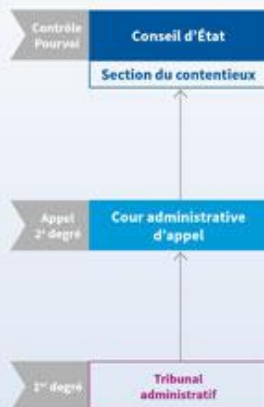 Contrôle
Pourvoi
Conseil d'État
Section du contentieux
Appel
2e degré
Cour administrative
d'appel
1er degré
Tribunal
administratif